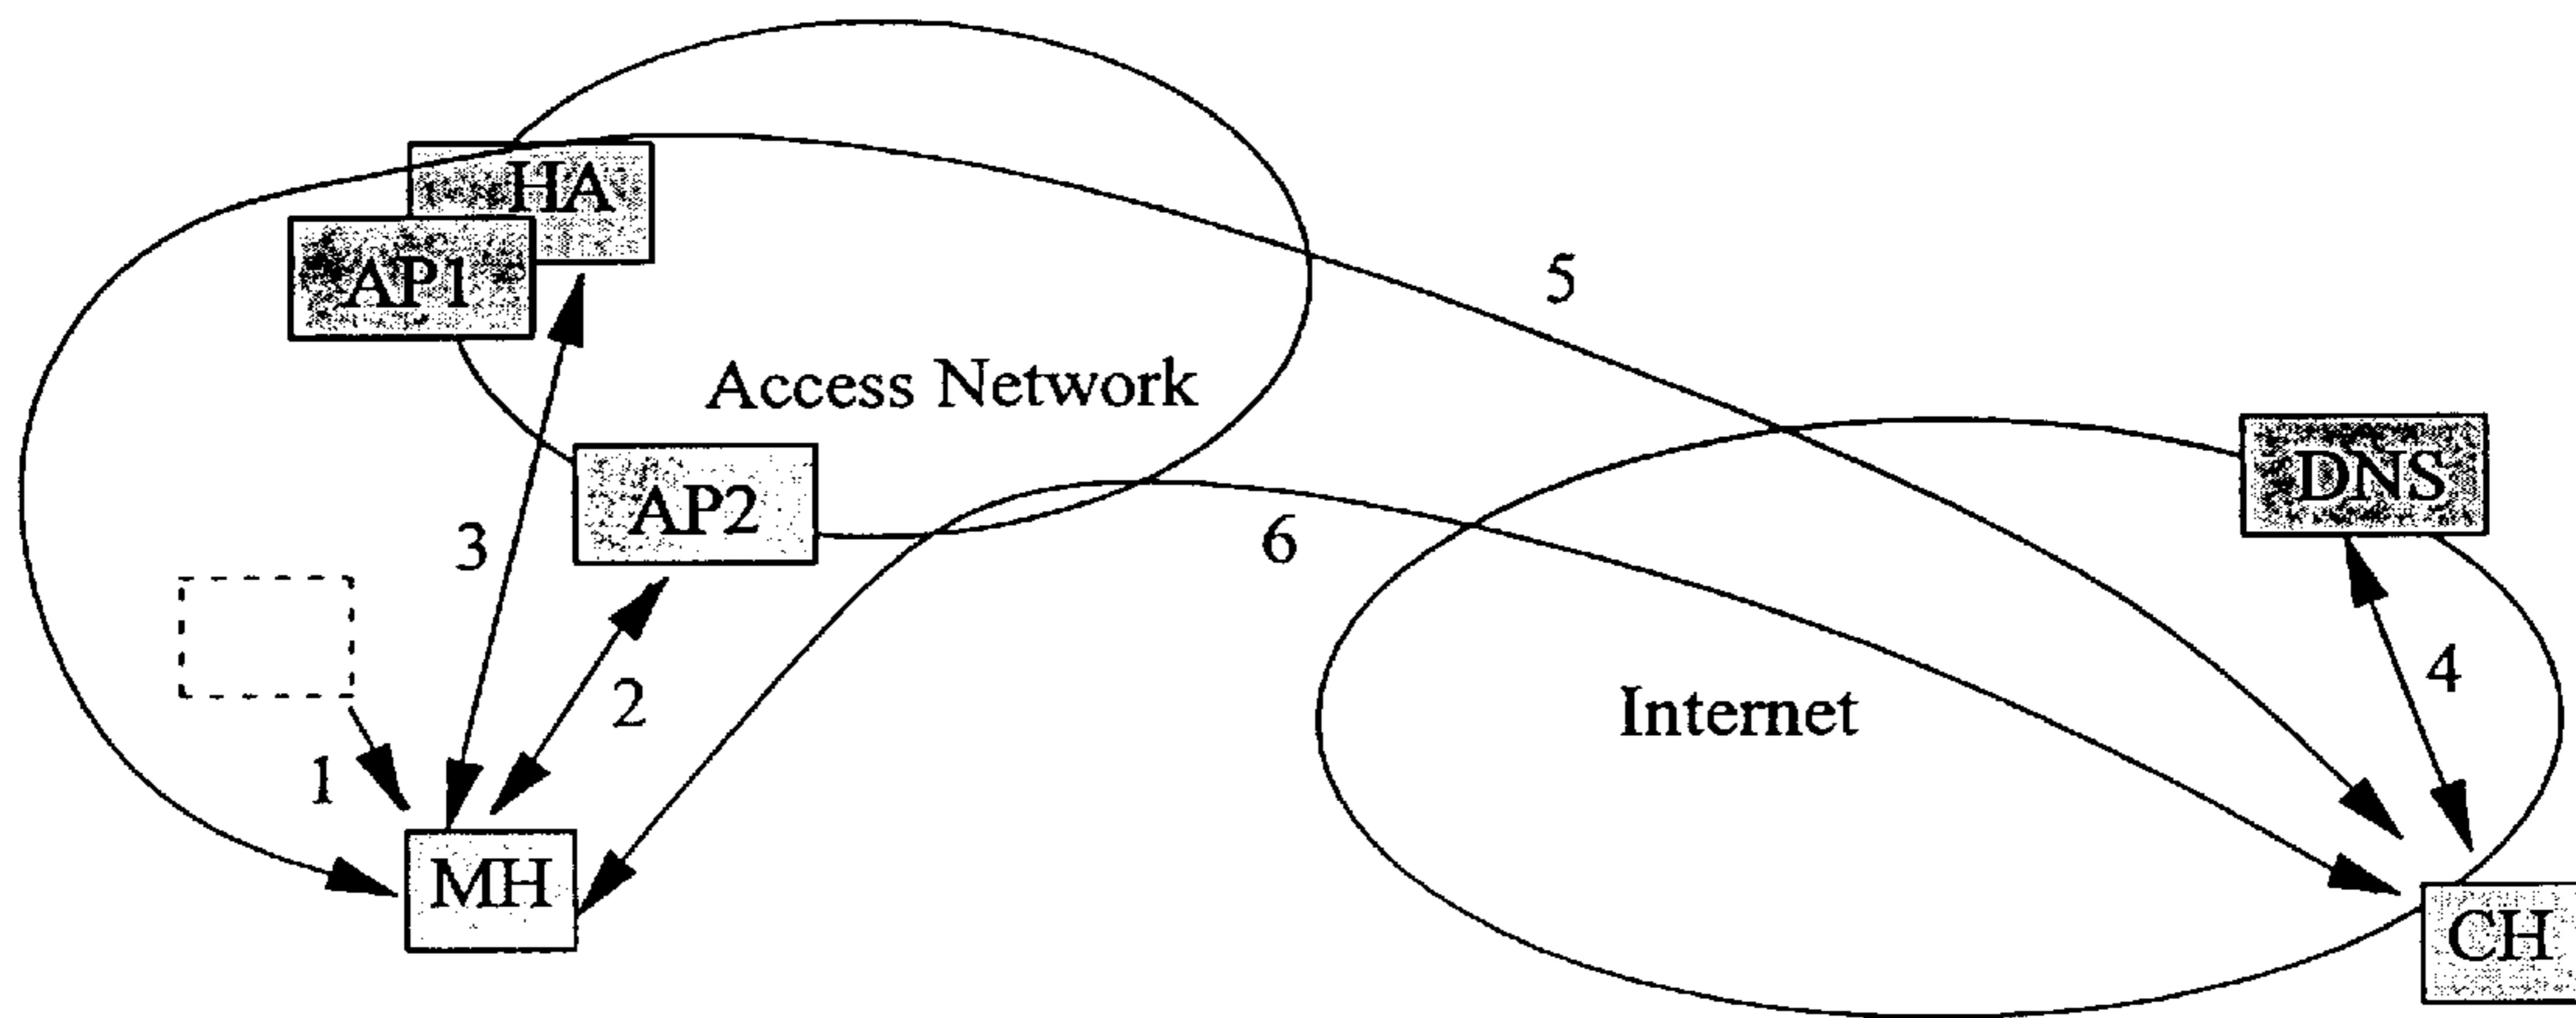 HA
AP1
5
Access Network
DNS
AP2
3
6
4
2
Internet
1
MH
CH